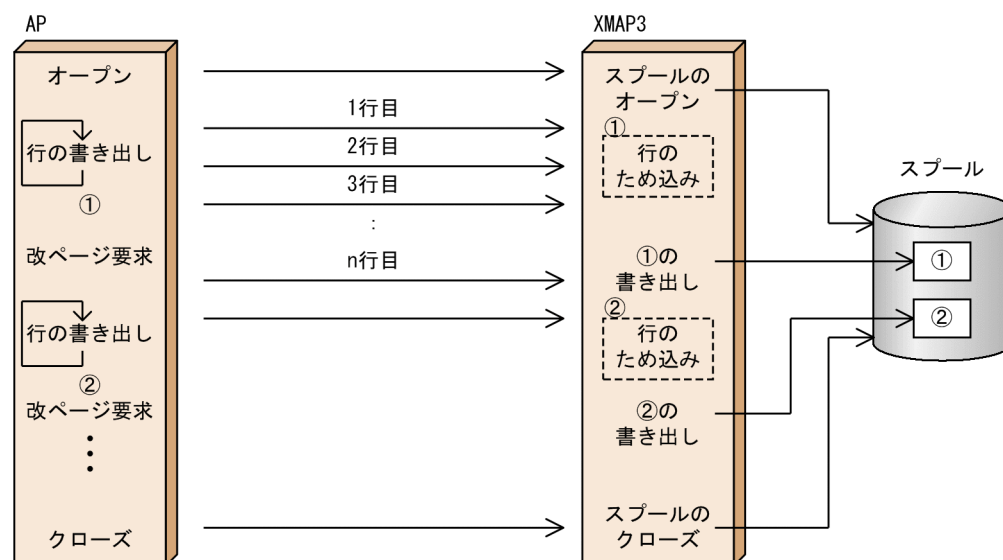 AP
オープン
行の書き出し
①
改ページ要求
行の書き出し
②
改ページ要求
クローズ
1行目
2行目
3行目
:
n行目
XMAP3
スプールの
オープン
①
行の
ため込み
①の
書き出し
②
行の
ため込み
②の
書き出し
スプールの
クローズ
スプール
①
②